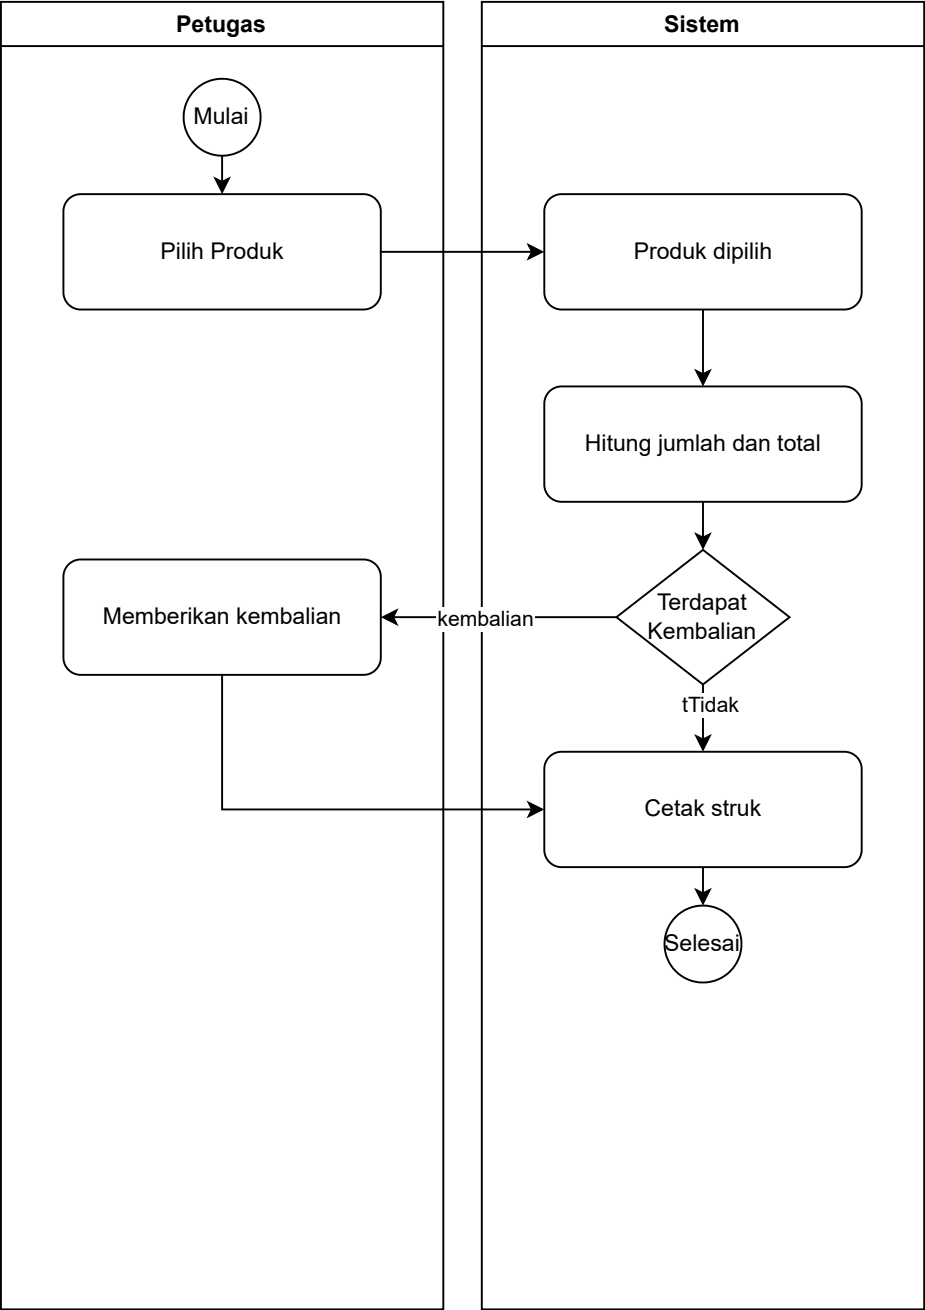 Petugas
Sistem
Mulai
Pilih Produk
Produk dipilih
Hitung jumlah dan total
Memberikan kembalian
kembalian
Terdapat
Kembalian
tTidak
Cetak struk
Selesai